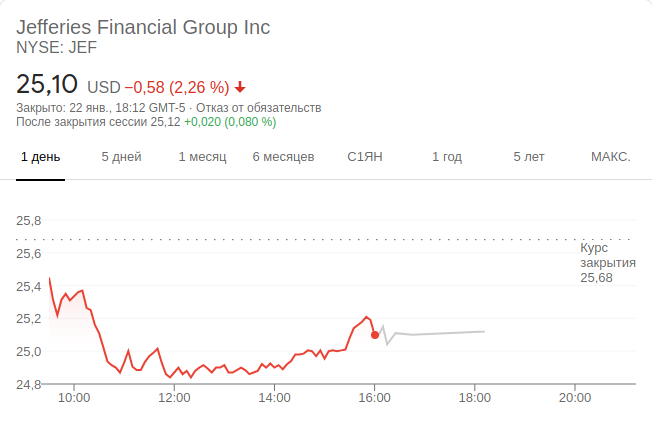 Jefferies Financial Group Inc
NYSE: JEF
25,10 USD −0,58 (2,26 %)
Закрыто: 22 янв., 18:12 GMT-5 · Отказ от обязательств
После закрытия сессии 25,12 +0,020 (0,080 %)
1 день 5 дней 1 месяц 6 месяцев С1ЯН 1 год 5 лет МАКС.
25,8
Курс
25,6
закрытия
25,4
25,68
25,2
25,0
24,8
10:00 12:00 14:00 16:00 18:00 20:00